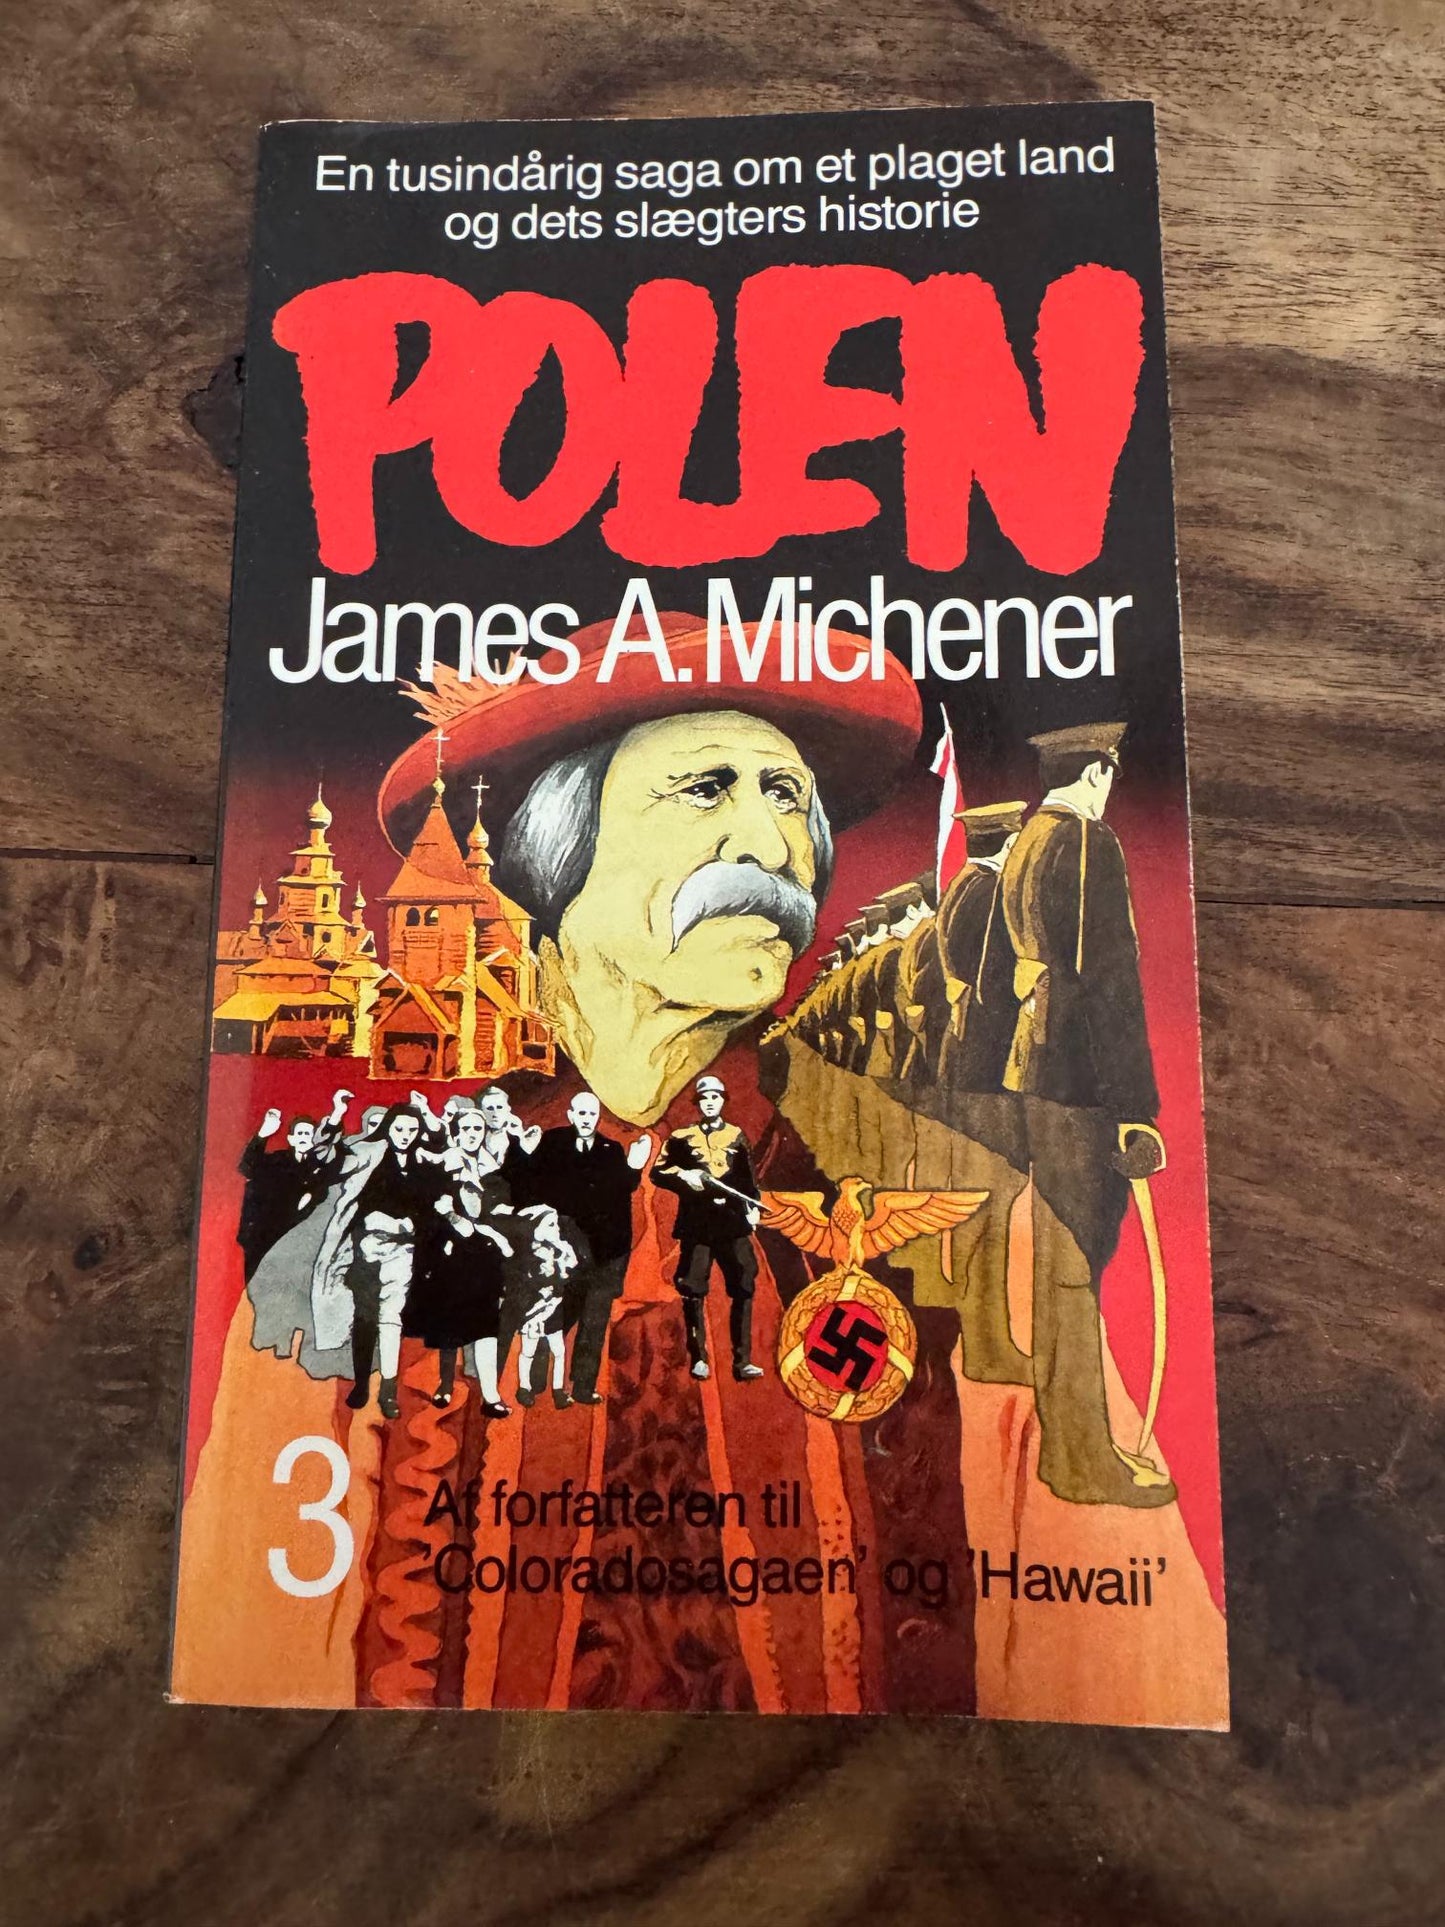 En tusindårig saga om et plaget land
og dets slægters historie
POLEN
James A. Michener
3
Af forfatteren til
'Coloradosagaen' og 'Hawaii'